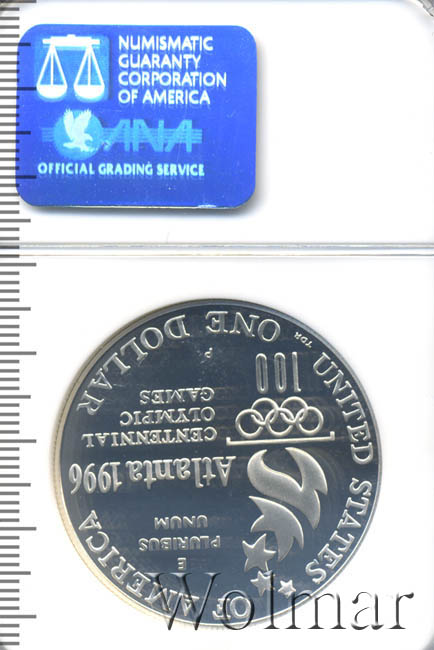 NUMISMATIC
GUARANTY
CORPORATION
OF AMERICA
ANA
OFFICIAL GRADING SERVICE
UNITED STATES OF AMERICA
ONE DOLLAR
E
PLURIBUS
UNUM
Atlanta 1996
CENTENNIAL
OLYMPIC
GAMES
100
P
TDR
Wolmar